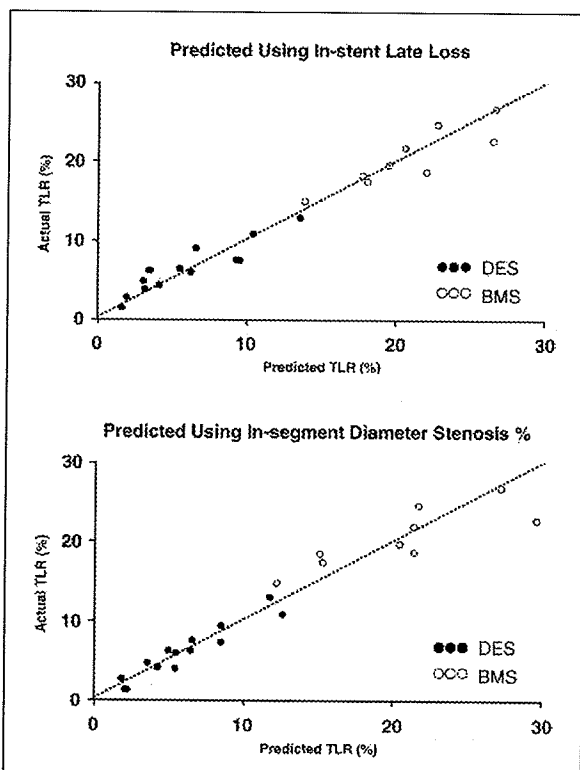 Predicted Using In-stent Late Loss
30
20
10
0
Actual TLR (%)
DES
BMS
0 10 20 30
Predicted TLR (%)
Predicted Using In-segment Diameter Stenosis %
30
20
10
0
Actual TLR (%)
DES
BMS
0 10 20 30
Predicted TLR (%)